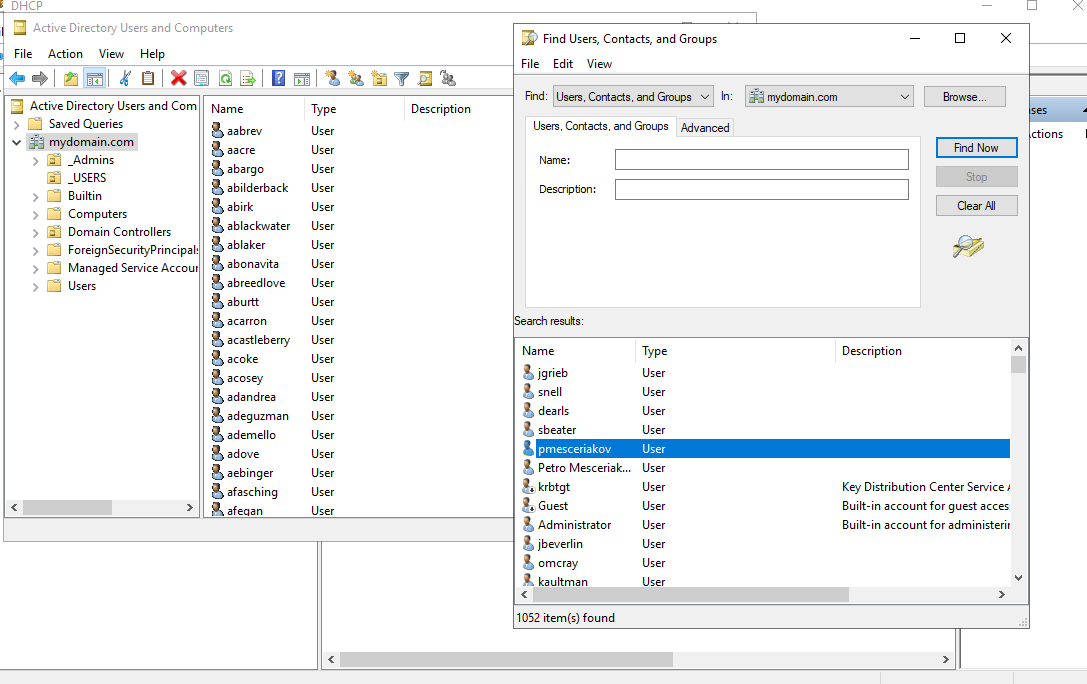 DHCP
Active Directory Users and Computers
File Action View Help
Active Directory Users and Com
Saved Queries
mydomain.com
_Admins
_USERS
Builtin
Computers
Domain Controllers
ForeignSecurityPrincipals
Managed Service Accour
Users
Name Type Description
aabrev User
aacre User
abargo User
abilderback User
abirk User
ablackwater User
ablaker User
abonavita User
abreedlove User
aburtt User
acarron User
acastleberry User
acoke User
acosey User
adandrea User
adeguzman User
ademello User
adove User
aebinger User
afasching User
afegan User
Find Users, Contacts, and Groups
File Edit View
Find: Users, Contacts, and Groups In: mydomain.com Browse...
Users, Contacts, and Groups Advanced
Name:
Description:
Find Now
Stop
Clear All
Search results:
Name Type Description
jgrieb User
snell User
dearls User
sbeater User
pmesceriakov User
Petro Mesceriak... User
krbtgt User Key Distribution Center Service A
Guest User Built-in account for guest acces
Administrator User Built-in account for administerin
jbeverlin User
omcray User
kaultman User
1052 item(s) found